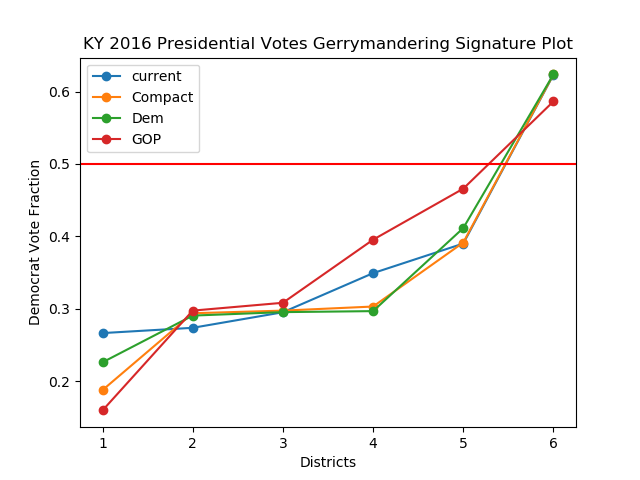 KY 2016 Presidential Votes Gerrymandering Signature Plot
current
Compact
Dem
GOP
Democrat Vote Fraction
0.6
0.5
0.4
0.3
0.2
1 2 3 4 5 6
Districts